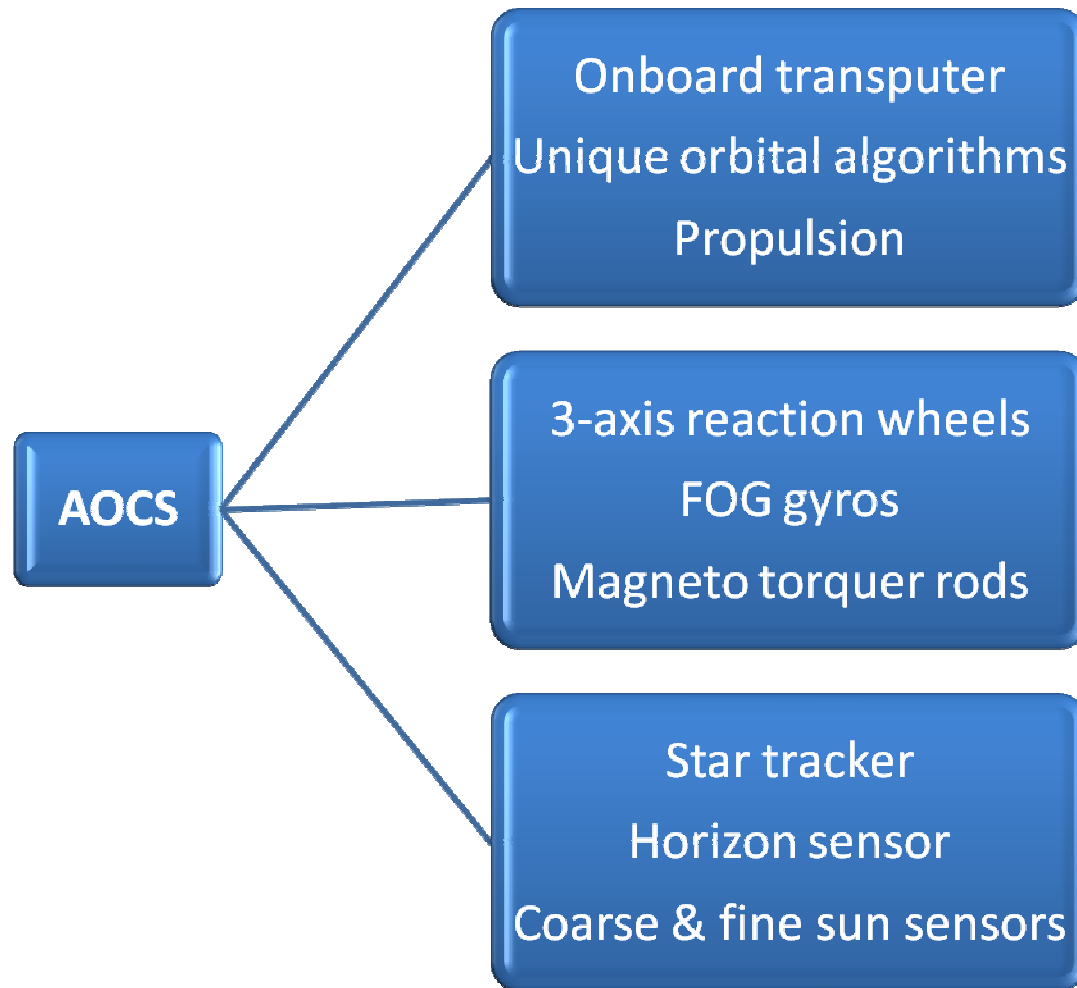 Onboard transputer
Unique orbital algorithms
Propulsion
AOCS
3-axis reaction wheels
FOG gyros
Magneto torquer rods
Star tracker
Horizon sensor
Coarse & fine sun sensors